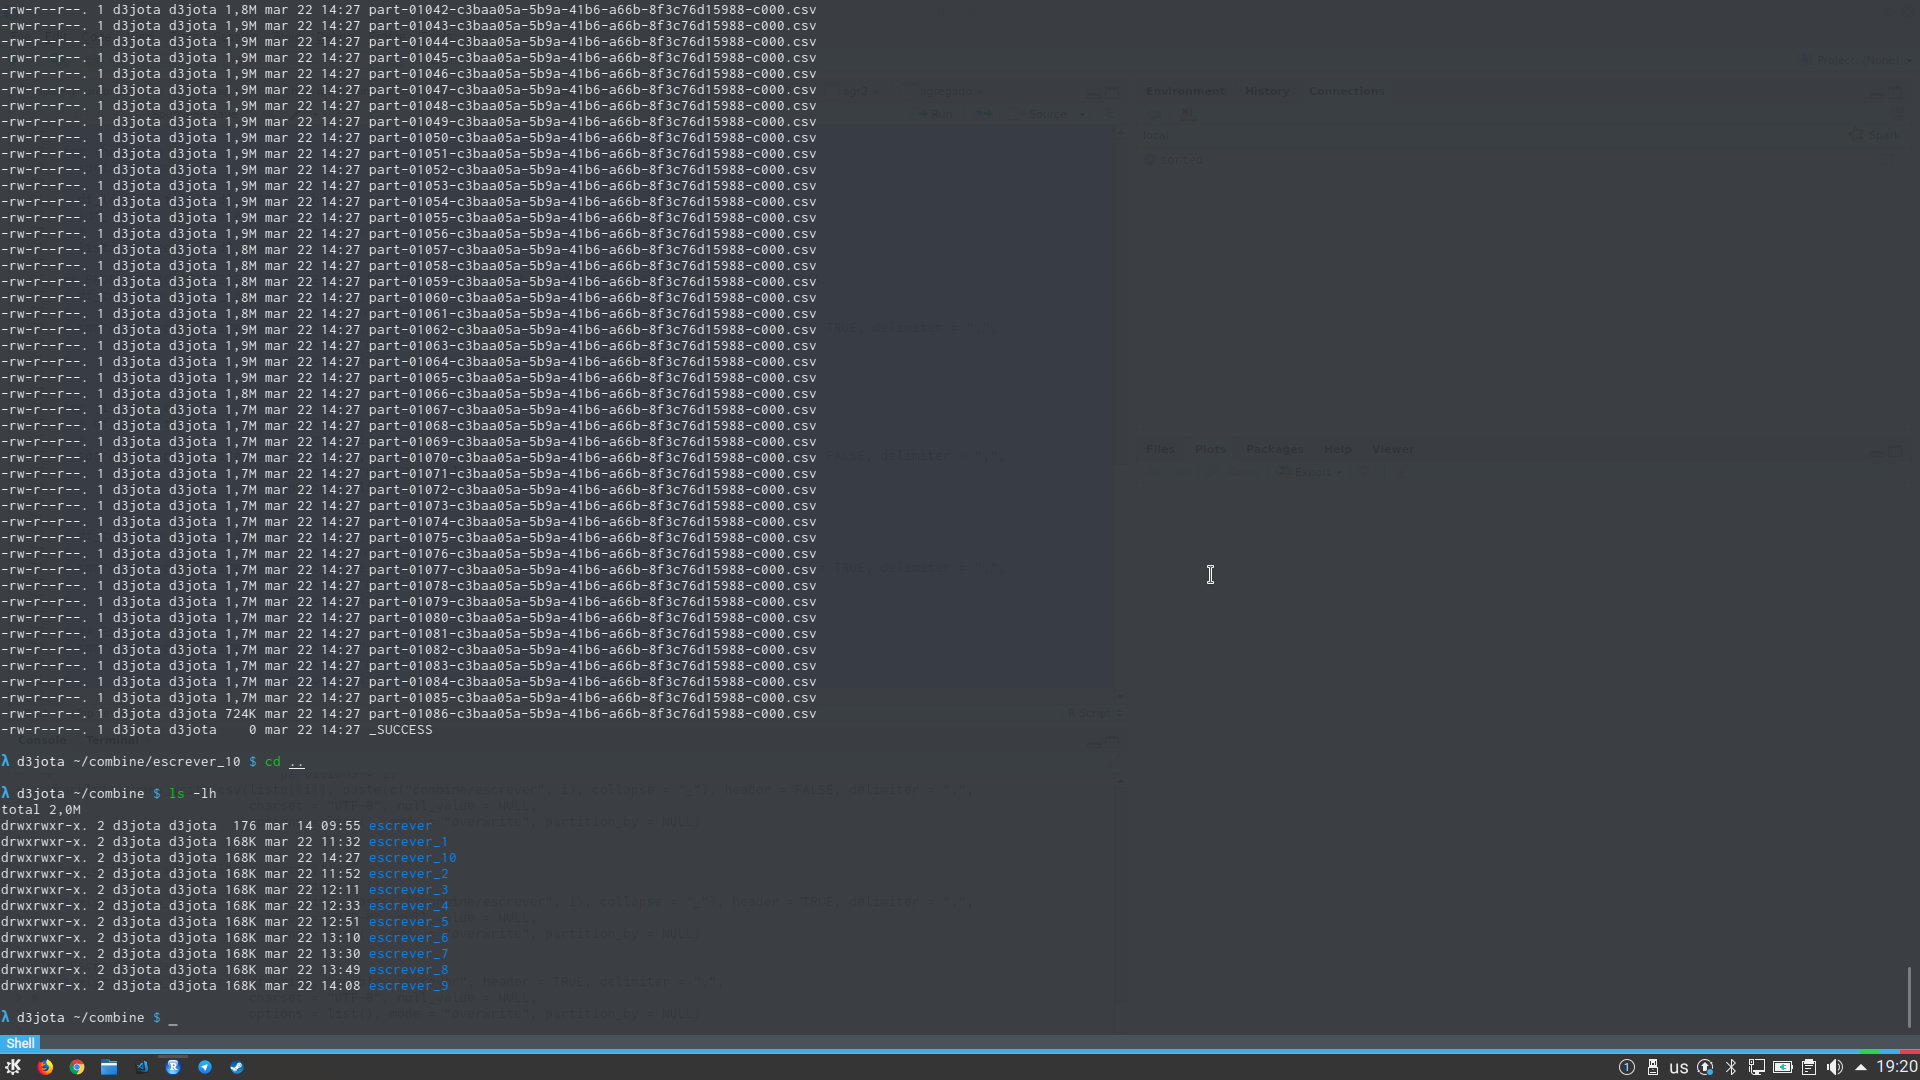 -rw-r--r--. 1 d3jota d3jota 1,8M mar 22 14:27 part-01042-c3baa05a-5b9a-41b6-a66b-8f3c76d15988-c000.csv
-rw-r--r--. 1 d3jota d3jota 1,9M mar 22 14:27 part-01043-c3baa05a-5b9a-41b6-a66b-8f3c76d15988-c000.csv
-rw-r--r--. 1 d3jota d3jota 1,9M mar 22 14:27 part-01044-c3baa05a-5b9a-41b6-a66b-8f3c76d15988-c000.csv
-rw-r--r--. 1 d3jota d3jota 1,9M mar 22 14:27 part-01045-c3baa05a-5b9a-41b6-a66b-8f3c76d15988-c000.csv
-rw-r--r--. 1 d3jota d3jota 1,9M mar 22 14:27 part-01046-c3baa05a-5b9a-41b6-a66b-8f3c76d15988-c000.csv
-rw-r--r--. 1 d3jota d3jota 1,9M mar 22 14:27 part-01047-c3baa05a-5b9a-41b6-a66b-8f3c76d15988-c000.csv
-rw-r--r--. 1 d3jota d3jota 1,9M mar 22 14:27 part-01048-c3baa05a-5b9a-41b6-a66b-8f3c76d15988-c000.csv
-rw-r--r--. 1 d3jota d3jota 1,9M mar 22 14:27 part-01049-c3baa05a-5b9a-41b6-a66b-8f3c76d15988-c000.csv
-rw-r--r--. 1 d3jota d3jota 1,9M mar 22 14:27 part-01050-c3baa05a-5b9a-41b6-a66b-8f3c76d15988-c000.csv
-rw-r--r--. 1 d3jota d3jota 1,9M mar 22 14:27 part-01051-c3baa05a-5b9a-41b6-a66b-8f3c76d15988-c000.csv
-rw-r--r--. 1 d3jota d3jota 1,9M mar 22 14:27 part-01052-c3baa05a-5b9a-41b6-a66b-8f3c76d15988-c000.csv
-rw-r--r--. 1 d3jota d3jota 1,9M mar 22 14:27 part-01053-c3baa05a-5b9a-41b6-a66b-8f3c76d15988-c000.csv
-rw-r--r--. 1 d3jota d3jota 1,9M mar 22 14:27 part-01054-c3baa05a-5b9a-41b6-a66b-8f3c76d15988-c000.csv
-rw-r--r--. 1 d3jota d3jota 1,9M mar 22 14:27 part-01055-c3baa05a-5b9a-41b6-a66b-8f3c76d15988-c000.csv
-rw-r--r--. 1 d3jota d3jota 1,9M mar 22 14:27 part-01056-c3baa05a-5b9a-41b6-a66b-8f3c76d15988-c000.csv
-rw-r--r--. 1 d3jota d3jota 1,8M mar 22 14:27 part-01057-c3baa05a-5b9a-41b6-a66b-8f3c76d15988-c000.csv
-rw-r--r--. 1 d3jota d3jota 1,8M mar 22 14:27 part-01058-c3baa05a-5b9a-41b6-a66b-8f3c76d15988-c000.csv
-rw-r--r--. 1 d3jota d3jota 1,8M mar 22 14:27 part-01059-c3baa05a-5b9a-41b6-a66b-8f3c76d15988-c000.csv
-rw-r--r--. 1 d3jota d3jota 1,8M mar 22 14:27 part-01060-c3baa05a-5b9a-41b6-a66b-8f3c76d15988-c000.csv
-rw-r--r--. 1 d3jota d3jota 1,8M mar 22 14:27 part-01061-c3baa05a-5b9a-41b6-a66b-8f3c76d15988-c000.csv
-rw-r--r--. 1 d3jota d3jota 1,9M mar 22 14:27 part-01062-c3baa05a-5b9a-41b6-a66b-8f3c76d15988-c000.csv
-rw-r--r--. 1 d3jota d3jota 1,9M mar 22 14:27 part-01063-c3baa05a-5b9a-41b6-a66b-8f3c76d15988-c000.csv
-rw-r--r--. 1 d3jota d3jota 1,9M mar 22 14:27 part-01064-c3baa05a-5b9a-41b6-a66b-8f3c76d15988-c000.csv
-rw-r--r--. 1 d3jota d3jota 1,9M mar 22 14:27 part-01065-c3baa05a-5b9a-41b6-a66b-8f3c76d15988-c000.csv
-rw-r--r--. 1 d3jota d3jota 1,8M mar 22 14:27 part-01066-c3baa05a-5b9a-41b6-a66b-8f3c76d15988-c000.csv
-rw-r--r--. 1 d3jota d3jota 1,7M mar 22 14:27 part-01067-c3baa05a-5b9a-41b6-a66b-8f3c76d15988-c000.csv
-rw-r--r--. 1 d3jota d3jota 1,7M mar 22 14:27 part-01068-c3baa05a-5b9a-41b6-a66b-8f3c76d15988-c000.csv
-rw-r--r--. 1 d3jota d3jota 1,7M mar 22 14:27 part-01069-c3baa05a-5b9a-41b6-a66b-8f3c76d15988-c000.csv
-rw-r--r--. 1 d3jota d3jota 1,7M mar 22 14:27 part-01070-c3baa05a-5b9a-41b6-a66b-8f3c76d15988-c000.csv
-rw-r--r--. 1 d3jota d3jota 1,7M mar 22 14:27 part-01071-c3baa05a-5b9a-41b6-a66b-8f3c76d15988-c000.csv
-rw-r--r--. 1 d3jota d3jota 1,7M mar 22 14:27 part-01072-c3baa05a-5b9a-41b6-a66b-8f3c76d15988-c000.csv
-rw-r--r--. 1 d3jota d3jota 1,7M mar 22 14:27 part-01073-c3baa05a-5b9a-41b6-a66b-8f3c76d15988-c000.csv
-rw-r--r--. 1 d3jota d3jota 1,7M mar 22 14:27 part-01074-c3baa05a-5b9a-41b6-a66b-8f3c76d15988-c000.csv
-rw-r--r--. 1 d3jota d3jota 1,7M mar 22 14:27 part-01075-c3baa05a-5b9a-41b6-a66b-8f3c76d15988-c000.csv
-rw-r--r--. 1 d3jota d3jota 1,7M mar 22 14:27 part-01076-c3baa05a-5b9a-41b6-a66b-8f3c76d15988-c000.csv
-rw-r--r--. 1 d3jota d3jota 1,7M mar 22 14:27 part-01077-c3baa05a-5b9a-41b6-a66b-8f3c76d15988-c000.csv
-rw-r--r--. 1 d3jota d3jota 1,7M mar 22 14:27 part-01078-c3baa05a-5b9a-41b6-a66b-8f3c76d15988-c000.csv
-rw-r--r--. 1 d3jota d3jota 1,7M mar 22 14:27 part-01079-c3baa05a-5b9a-41b6-a66b-8f3c76d15988-c000.csv
-rw-r--r--. 1 d3jota d3jota 1,7M mar 22 14:27 part-01080-c3baa05a-5b9a-41b6-a66b-8f3c76d15988-c000.csv
-rw-r--r--. 1 d3jota d3jota 1,7M mar 22 14:27 part-01081-c3baa05a-5b9a-41b6-a66b-8f3c76d15988-c000.csv
-rw-r--r--. 1 d3jota d3jota 1,7M mar 22 14:27 part-01082-c3baa05a-5b9a-41b6-a66b-8f3c76d15988-c000.csv
-rw-r--r--. 1 d3jota d3jota 1,7M mar 22 14:27 part-01083-c3baa05a-5b9a-41b6-a66b-8f3c76d15988-c000.csv
-rw-r--r--. 1 d3jota d3jota 1,7M mar 22 14:27 part-01084-c3baa05a-5b9a-41b6-a66b-8f3c76d15988-c000.csv
-rw-r--r--. 1 d3jota d3jota 1,7M mar 22 14:27 part-01085-c3baa05a-5b9a-41b6-a66b-8f3c76d15988-c000.csv
-rw-r--r--. 1 d3jota d3jota 724K mar 22 14:27 part-01086-c3baa05a-5b9a-41b6-a66b-8f3c76d15988-c000.csv
-rw-r--r--. 1 d3jota d3jota    0 mar 22 14:27 _SUCCESS
λ d3jota ~/combine/escrever_10 $ cd ..
λ d3jota ~/combine $ ls -lh
total 2,0M
drwxrwxr-x. 2 d3jota d3jota  176 mar 14 09:55 escrever
drwxrwxr-x. 2 d3jota d3jota 168K mar 22 11:32 escrever_1
drwxrwxr-x. 2 d3jota d3jota 168K mar 22 14:27 escrever_10
drwxrwxr-x. 2 d3jota d3jota 168K mar 22 11:52 escrever_2
drwxrwxr-x. 2 d3jota d3jota 168K mar 22 12:11 escrever_3
drwxrwxr-x. 2 d3jota d3jota 168K mar 22 12:33 escrever_4
drwxrwxr-x. 2 d3jota d3jota 168K mar 22 12:51 escrever_5
drwxrwxr-x. 2 d3jota d3jota 168K mar 22 13:10 escrever_6
drwxrwxr-x. 2 d3jota d3jota 168K mar 22 13:30 escrever_7
drwxrwxr-x. 2 d3jota d3jota 168K mar 22 13:49 escrever_8
drwxrwxr-x. 2 d3jota d3jota 168K mar 22 14:08 escrever_9
λ d3jota ~/combine $ _
Environment History Connections
Files Plots Packages Help Viewer
Export
Run Source
Console Terminal
Shell
us 19:20